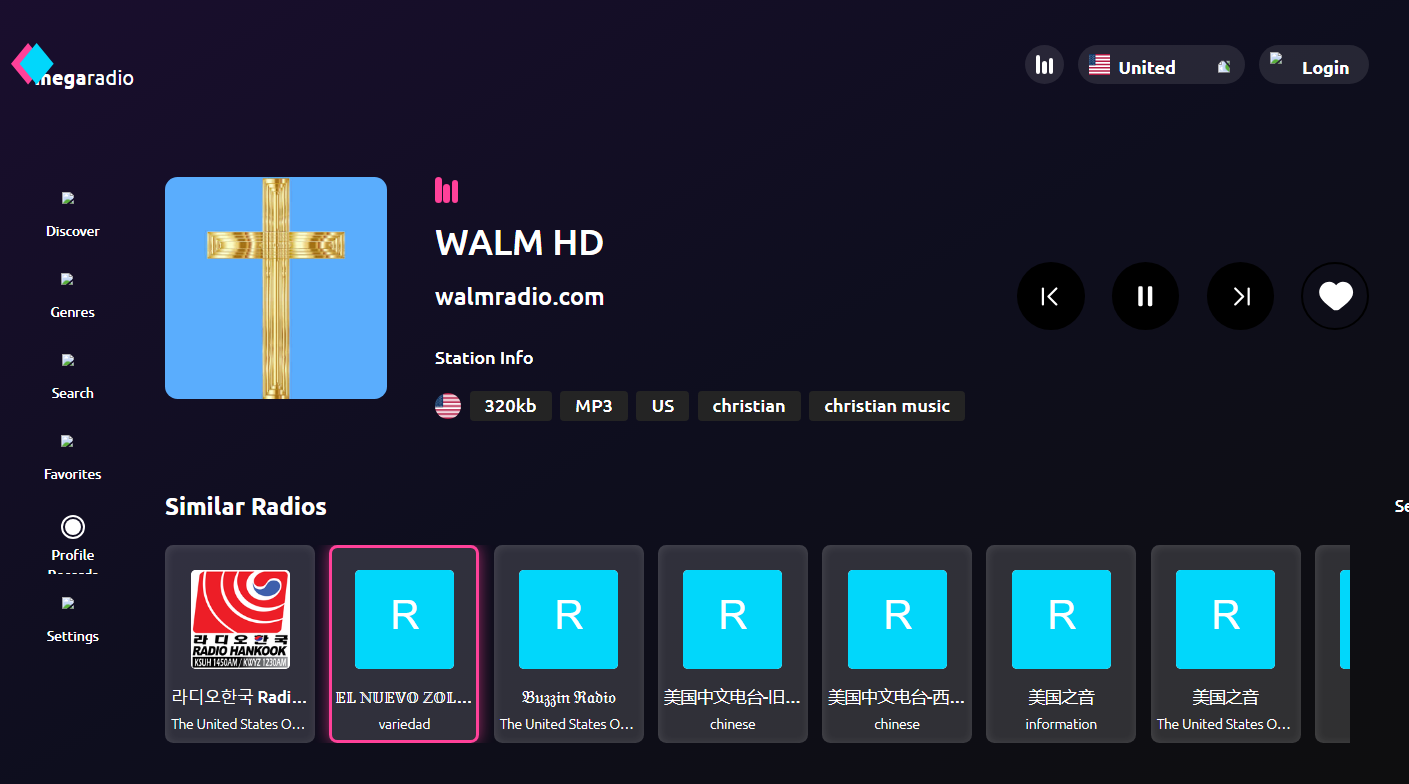 megaradio
United
Login
Discover
Genres
Search
Favorites
Profile
Records
Settings
WALM HD
walmradio.com
Station Info
320kb
MP3
US
christian
christian music
Similar Radios
Se
라디오한국
RADIO HANKOOK
KSUH 1450AM / KWYZ 1230AM
라디오한국 Radi...
The United States O...
R
𝔼𝕃 ℕ𝕌𝔼𝕍𝕆 ℤ𝕆𝕃...
variedad
R
𝔅𝔲𝔷𝔷𝔦𝔫 ℜ𝔞𝔡𝔦𝔬
The United States O...
R
美国中文电台-旧...
chinese
R
美国中文电台-西...
chinese
R
美国之音
information
R
美国之音
The United States O...